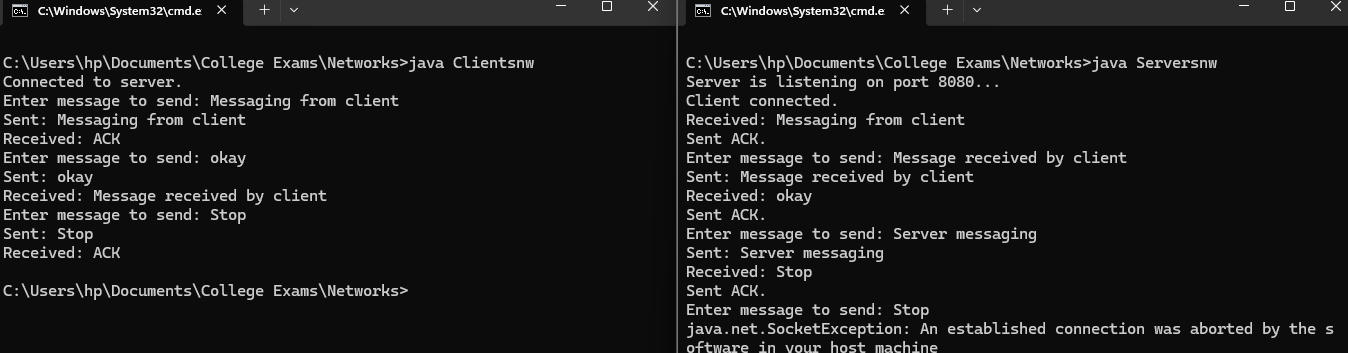 C:\Windows\System32\cmd.e
C:\Users\hp\Documents\College Exams\Networks>java Clientsnw
Connected to server.
Enter message to send: Messaging from client
Sent: Messaging from client
Received: ACK
Enter message to send: okay
Sent: okay
Received: Message received by client
Enter message to send: Stop
Sent: Stop
Received: ACK
C:\Users\hp\Documents\College Exams\Networks>
C:\Windows\System32\cmd.e
C:\Users\hp\Documents\College Exams\Networks>java Serversnw
Server is listening on port 8080...
Client connected.
Received: Messaging from client
Sent ACK.
Enter message to send: Message received by client
Sent: Message received by client
Received: okay
Sent ACK.
Enter message to send: Server messaging
Sent: Server messaging
Received: Stop
Sent ACK.
Enter message to send: Stop
java.net.SocketException: An established connection was aborted by the s
oftware in your host machine